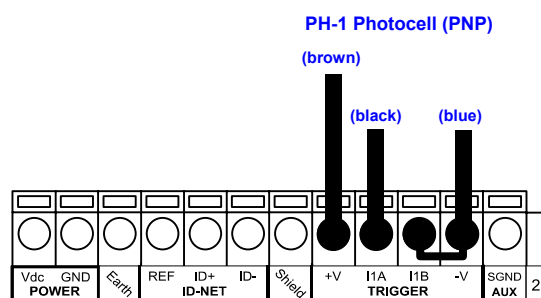 PH-1 Photocell (PNP)
(brown)
(black) (blue)
Vdc GND Earth REF ID+ ID- Shield +V I1A I1B -V SGND 2
POWER ID-NET TRIGGER AUX